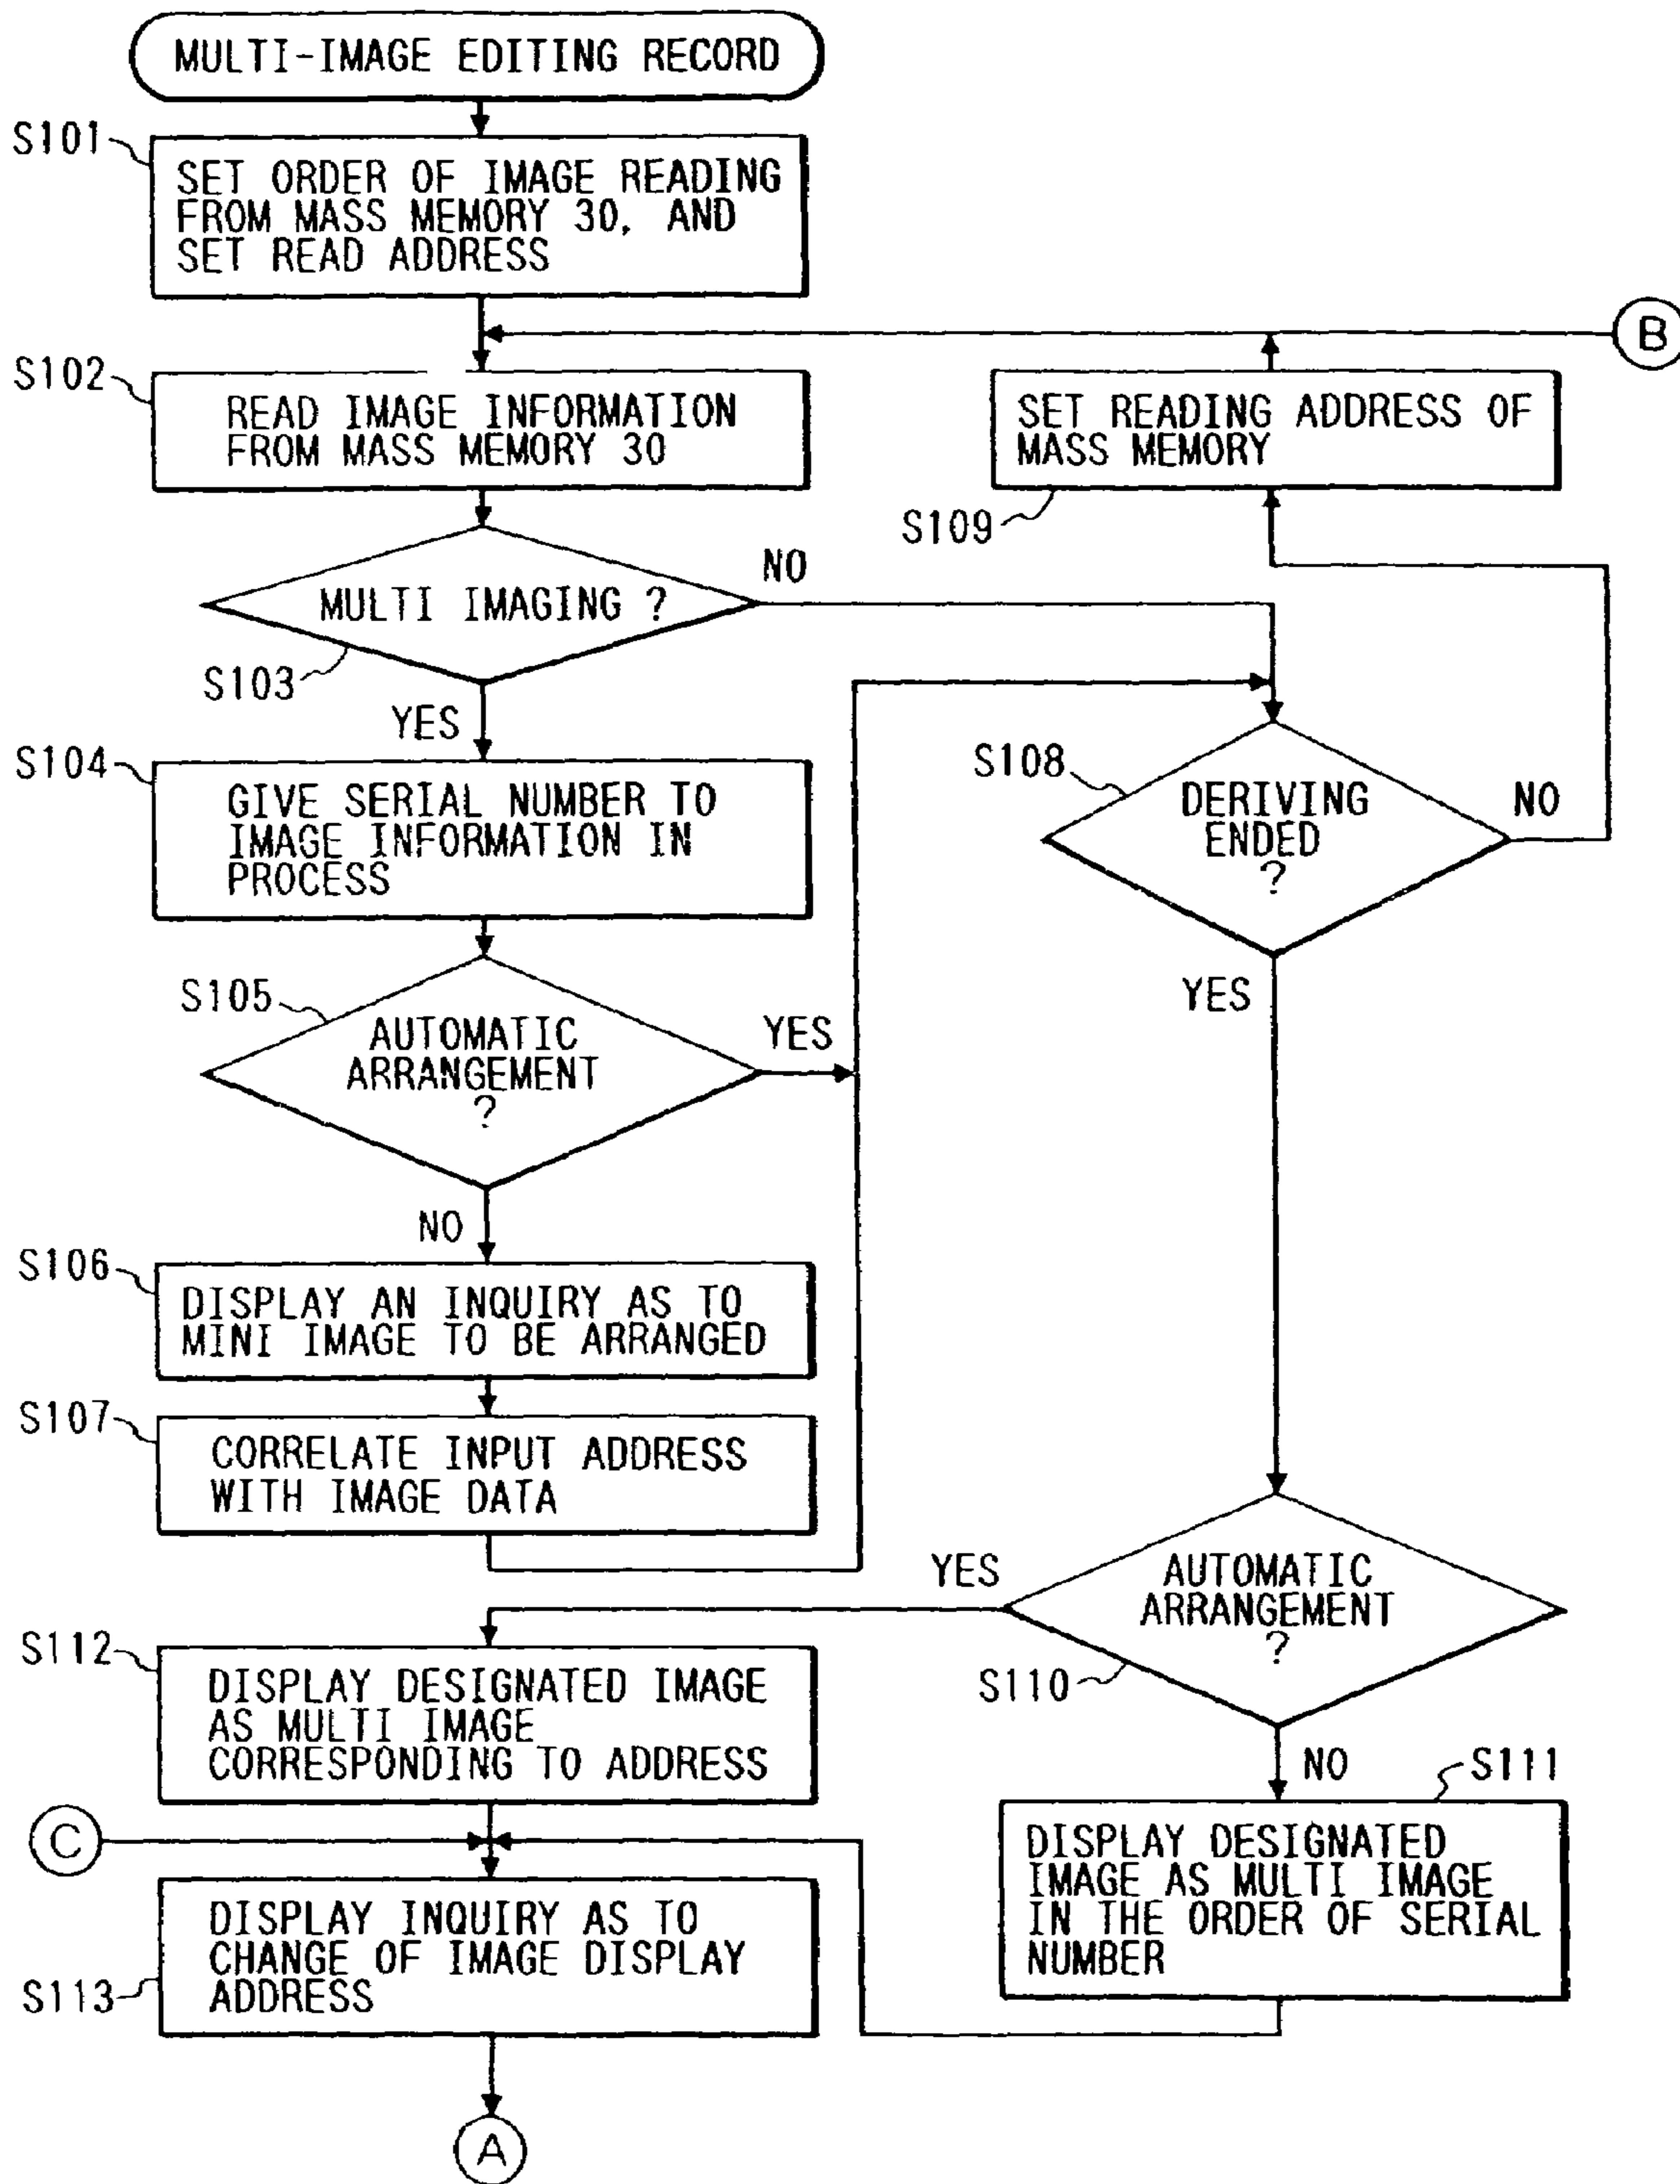 MULTI-IMAGE EDITING RECORD
S101
SET ORDER OF IMAGE READING
FROM MASS MEMORY 30, AND
SET READ ADDRESS
B
S102
READ IMAGE INFORMATION
FROM MASS MEMORY 30
SET READING ADDRESS OF
MASS MEMORY
S109
MULTI IMAGING ?
NO
S103
YES
S104
GIVE SERIAL NUMBER TO
IMAGE INFORMATION IN
PROCESS
S108
DERIVING
ENDED
?
NO
YES
S105
AUTOMATIC
ARRANGEMENT
?
YES
NO
S106
DISPLAY AN INQUIRY AS TO
MINI IMAGE TO BE ARRANGED
S107
CORRELATE INPUT ADDRESS
WITH IMAGE DATA
YES
AUTOMATIC
ARRANGEMENT
?
S110
NO
S112
DISPLAY DESIGNATED IMAGE
AS MULTI IMAGE
CORRESPONDING TO ADDRESS
S111
DISPLAY DESIGNATED
IMAGE AS MULTI IMAGE
IN THE ORDER OF SERIAL
NUMBER
C
S113
DISPLAY INQUIRY AS TO
CHANGE OF IMAGE DISPLAY
ADDRESS
A